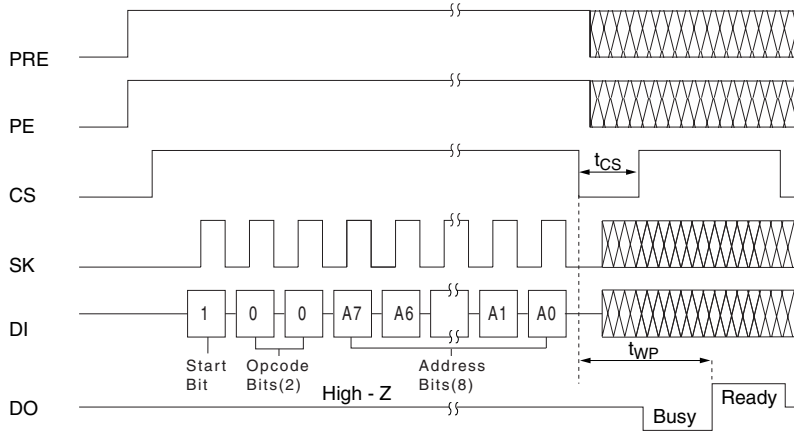 PRE
PE
CS
t_CS
SK
DI
1 0 0 A7 A6 A1 A0
Start Bit
Opcode Bits(2)
Address Bits(8)
t_WP
High - Z
DO
Busy
Ready